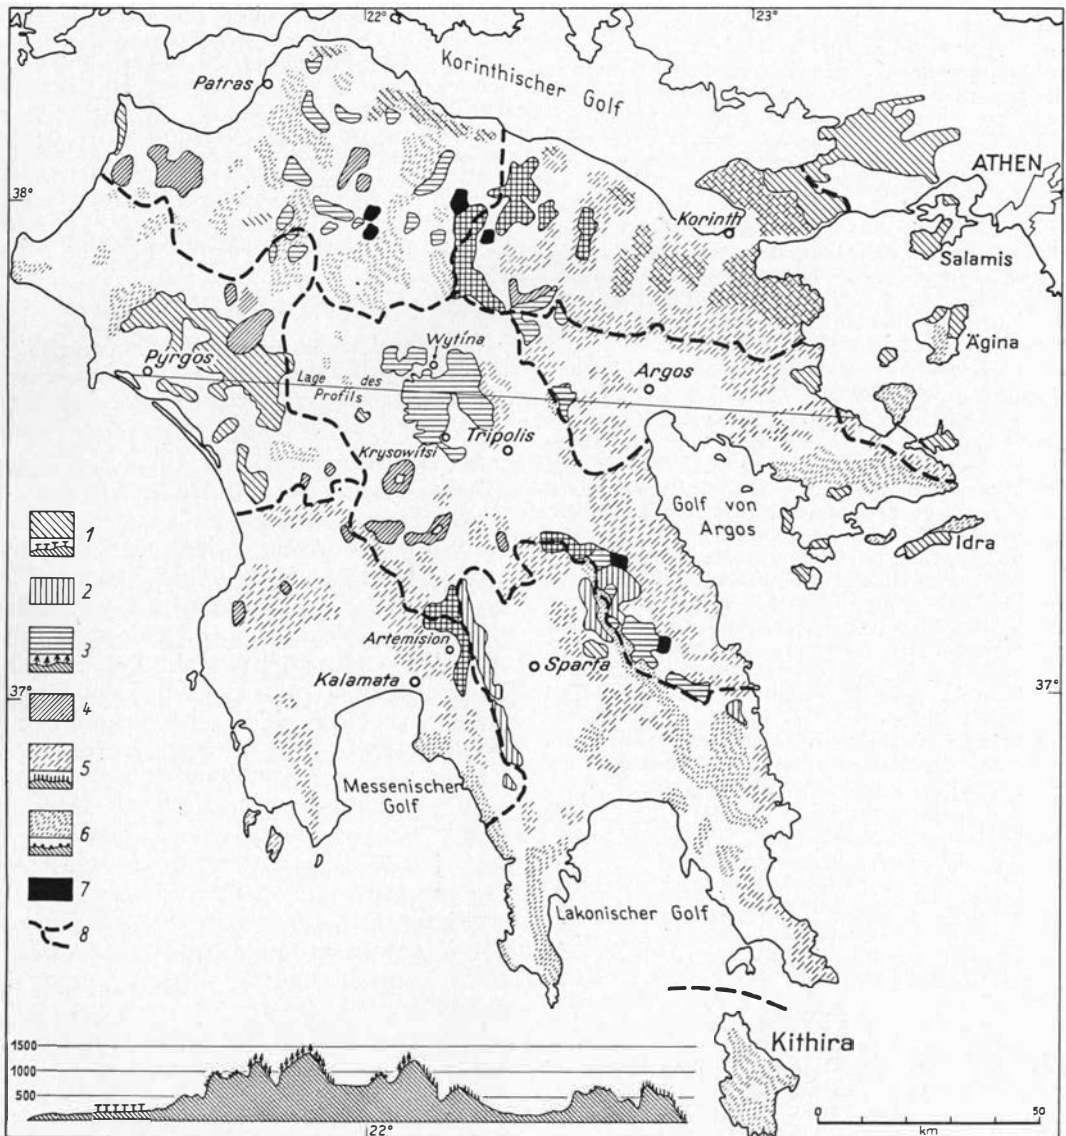 22°
23°
Korinthischer Golf
Patras
ATHEN
38°
Korinth
Salamis
Ägina
Wytina
Pyrgos
Argos
Lage des
Profils
Tripolis
Krysowitsi
Golf von
Argos
Idra
1
2
3
4
5
6
7
8
Artemision
Sparta
Kalamata
37°
37°
Messenischer
Golf
Lakonischer Golf
Kithira
1500
1000
500
22°
0
km
50